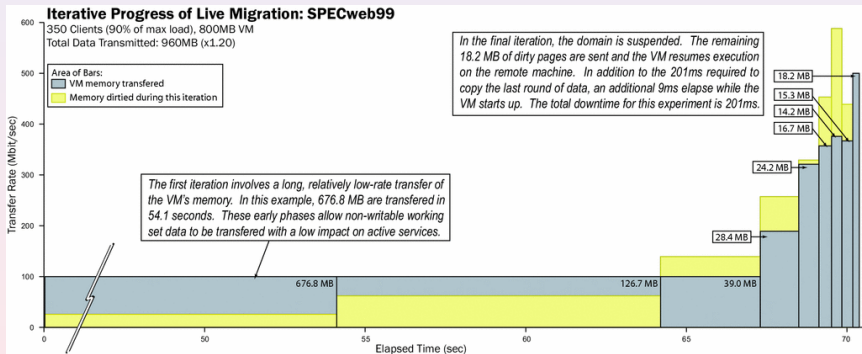 Iterative Progress of Live Migration: SPECweb99
350 Clients (90% of max load), 800MB VM
Total Data Transmitted: 960MB (x1.20)
Area of Bars:
VM memory transfered
Memory dirtied during this iteration
In the final iteration, the domain is suspended. The remaining
18.2 MB of dirty pages are sent and the VM resumes execution
on the remote machine. In addition to the 201ms required to
copy the last round of data, an additional 9ms elapse while the
VM starts up. The total downtime for this experiment is 201ms.
The first iteration involves a long, relatively low-rate transfer of
the VM's memory. In this example, 676.8 MB are transfered in
54.1 seconds. These early phases allow non-writable working
set data to be transfered with a low impact on active services.
18.2 MB
15.3 MB
14.2 MB
16.7 MB
24.2 MB
28.4 MB
676.8 MB
126.7 MB
39.0 MB
Transfer Rate (Mbit/sec)
600
500
400
300
200
100
0
0
50
55
60
65
70
Elapsed Time (sec)